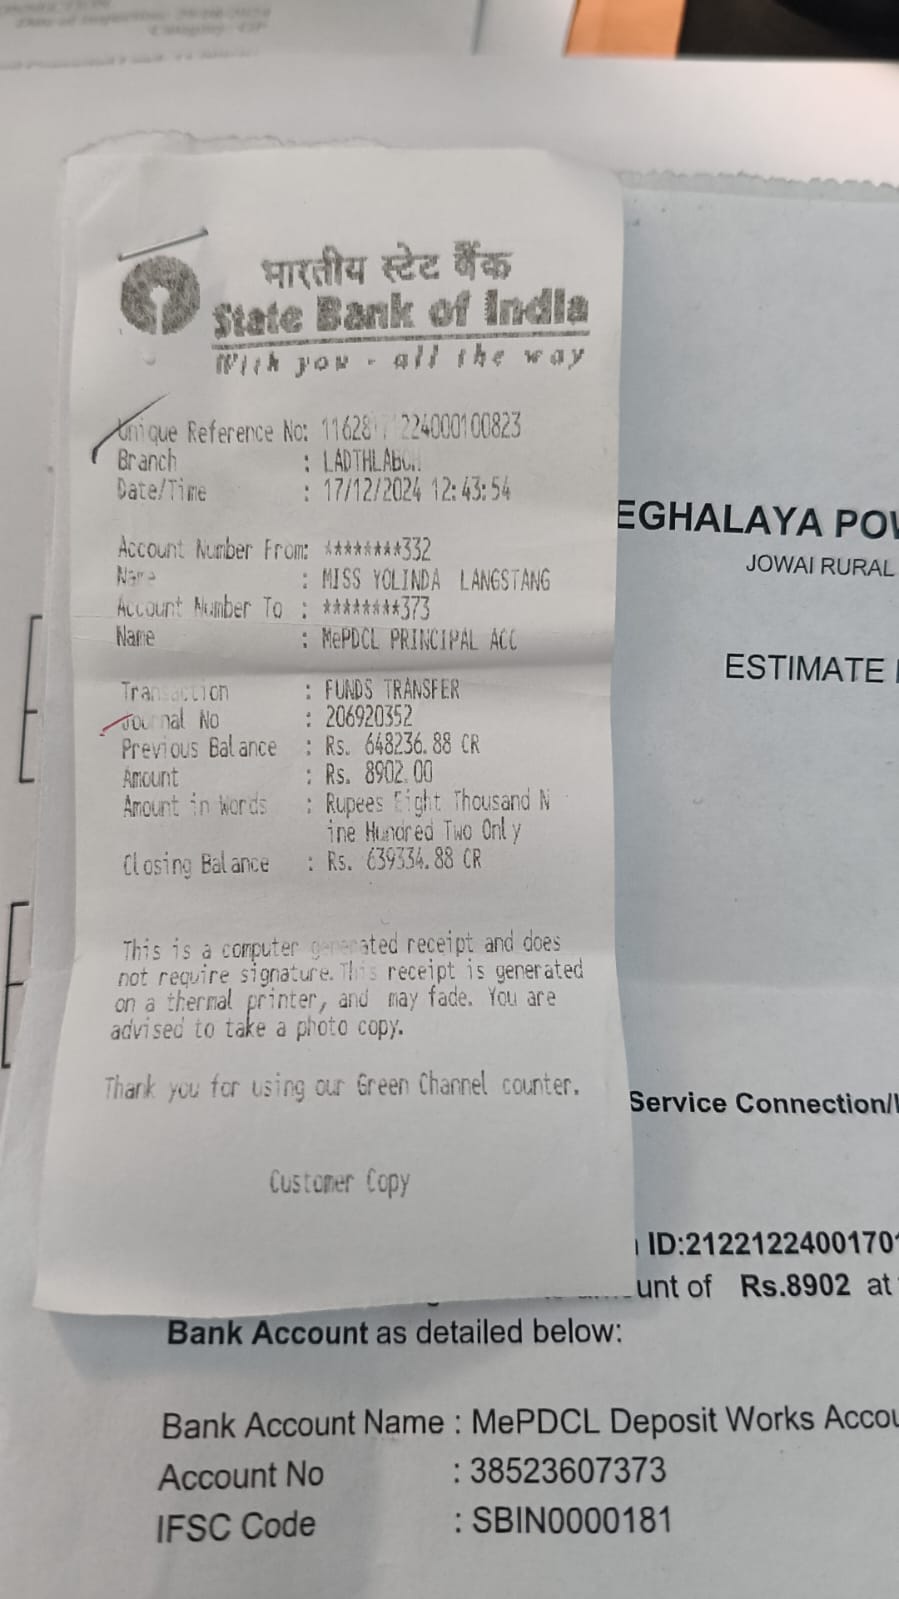 भारतीय स्टेट बैंक
State Bank of India
With you - all the way
Unique Reference No:
Branch : LADTHLABOH
Date/Time : 17/12/2024 12:43:54
Account Number From: ********332
Name : MISS YOLINDA LANGSTANG
Account Number To : ********373
Name : MePDCL PRINCIPAL ACC
Transaction : FUNDS TRANSFER
Journal No : 206920352
Previous Balance : Rs. 648236.88 CR
Amount : Rs. 8902.00
Amount in Words : Rupees Eight Thousand N
ine Hundred Two Only
Closing Balance : Rs. 639334.88 CR
This is a computer generated receipt and does
not require signature. This receipt is generated
on a thermal printer, and may fade. You are
advised to take a photo copy.
Thank you for using our Green Channel counter.
Customer Copy
EGHALAYA POW
JOWAI RURAL
ESTIMATE
Service Connection/
ID:2122122400170
unt of Rs.8902 at
Bank Account as detailed below:
Bank Account Name : MePDCL Deposit Works Accou
Account No : 38523607373
IFSC Code : SBIN0000181